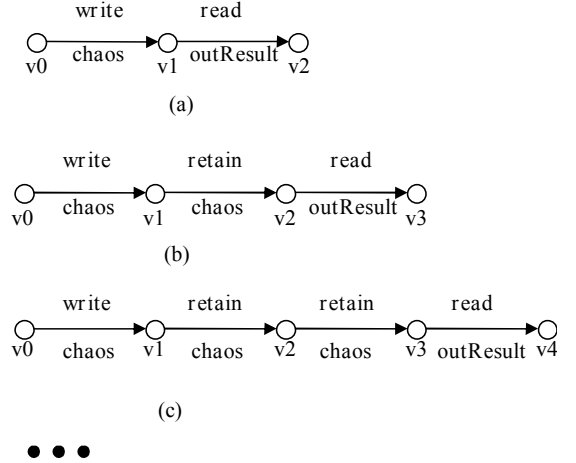 write read
chaos outResult
v0 v1 v2
(a)
write retain read
chaos chaos outResult
v0 v1 v2 v3
(b)
write retain retain read
v0 chaos v1 chaos v2 chaos v3 outResult v4
(c)